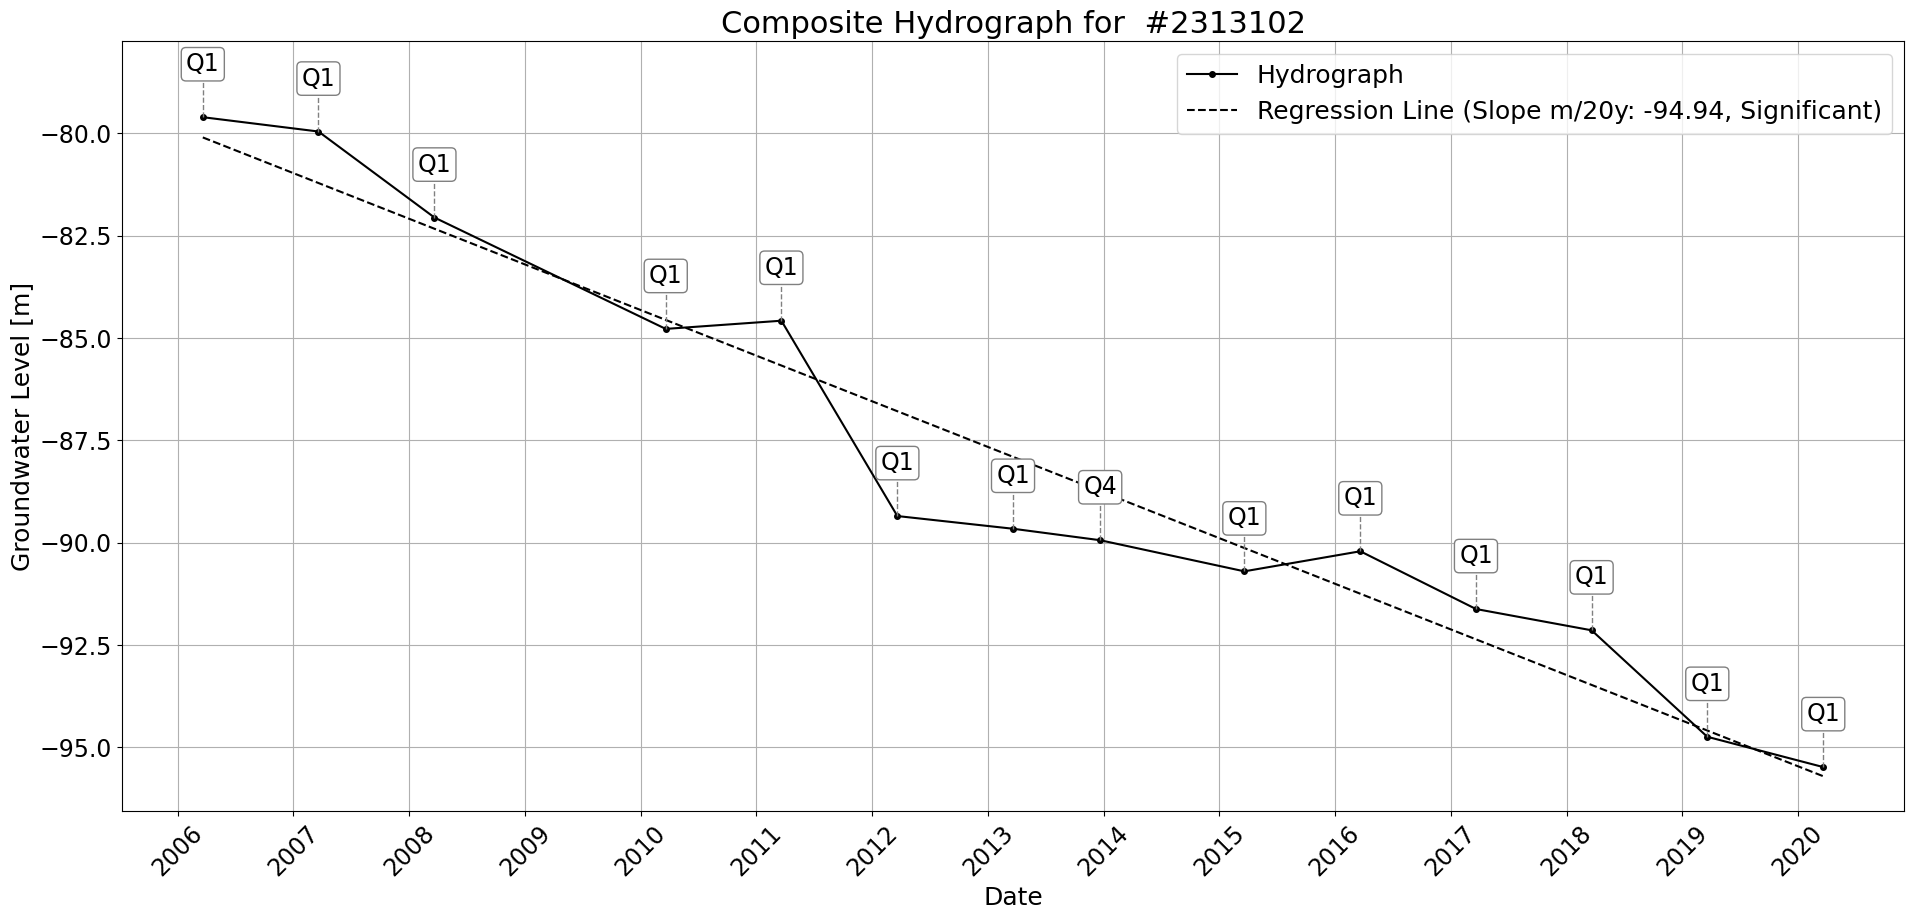 Composite Hydrograph for  #2313102
Hydrograph
Regression Line (Slope m/20y: -94.94, Significant)
Q1
Q1
Q1
Q1
Q1
Q1
Q1
Q4
Q1
Q1
Q1
Q1
Q1
Q1
Groundwater Level [m]
−80.0
−82.5
−85.0
−87.5
−90.0
−92.5
−95.0
2006
2007
2008
2009
2010
2011
2012
2013
2014
2015
2016
2017
2018
2019
2020
Date